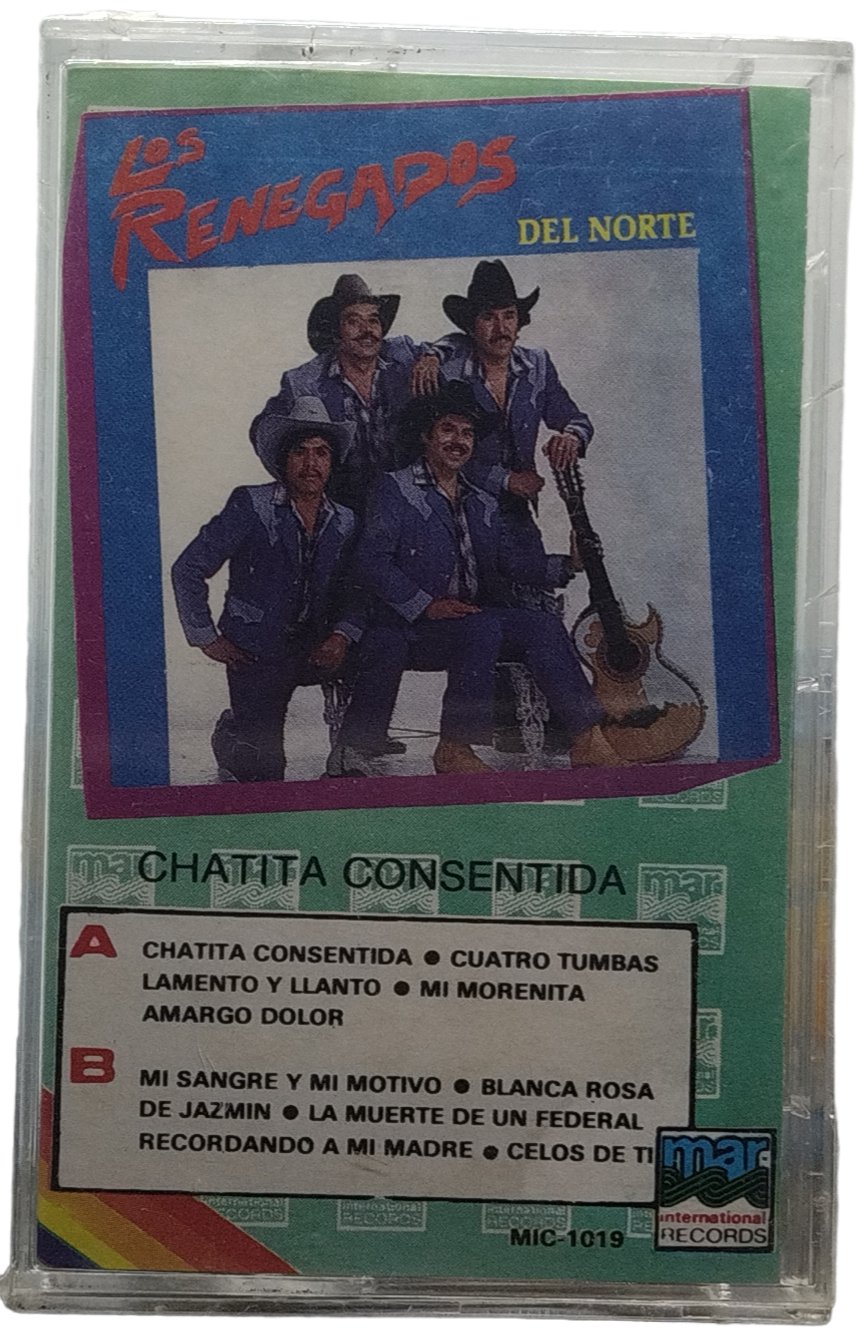 LOS
RENEGADOS
DEL NORTE
CHATITA CONSENTIDA
A
CHATITA CONSENTIDA ● CUATRO TUMBAS
LAMENTO Y LLANTO ● MI MORENITA
AMARGO DOLOR
B
MI SANGRE Y MI MOTIVO ● BLANCA ROSA
DE JAZMIN ● LA MUERTE DE UN FEDERAL
RECORDANDO A MI MADRE ● CELOS DE TI
mar
international
RECORDS
MIC-1019